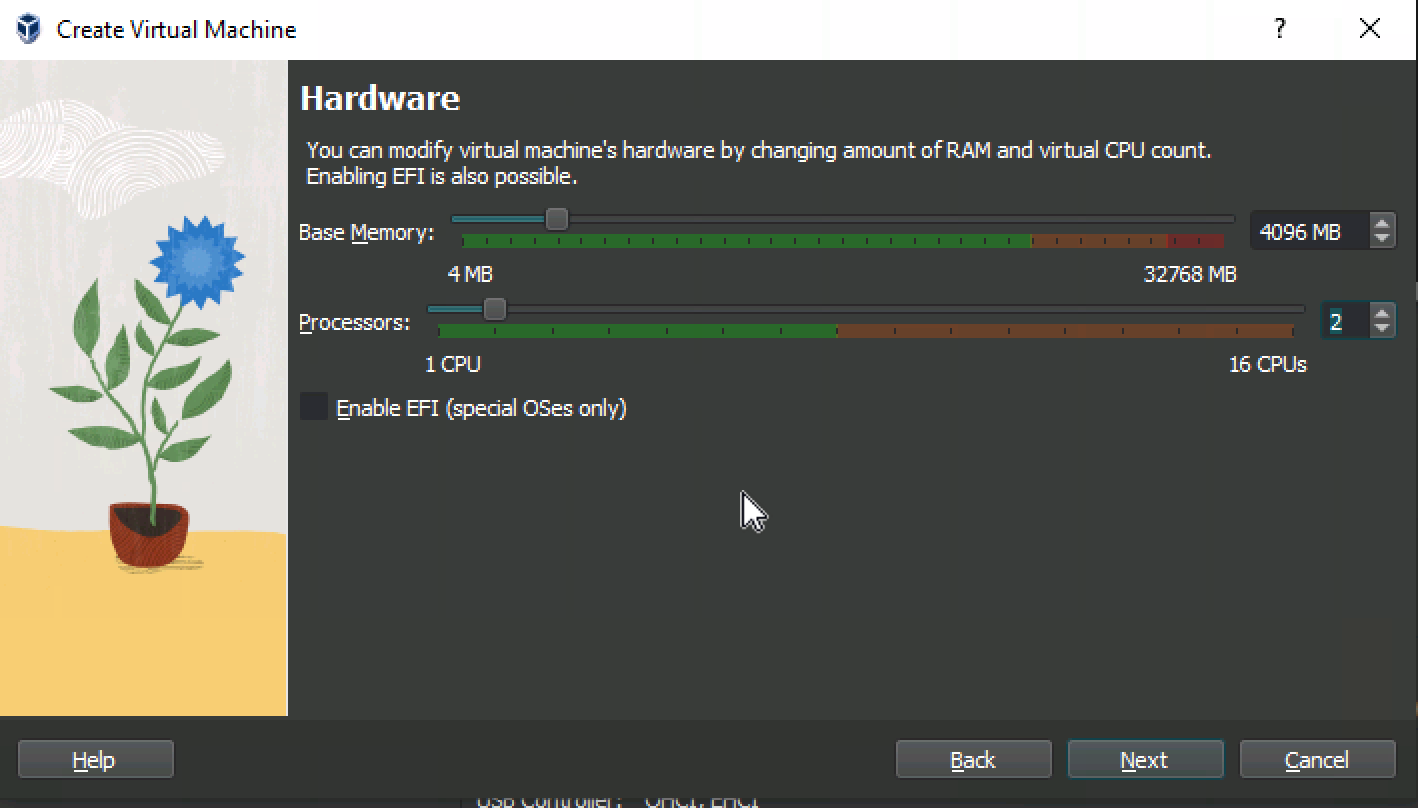 Create Virtual Machine
?
Hardware
You can modify virtual machine's hardware by changing amount of RAM and virtual CPU count.
Enabling EFI is also possible.
Base Memory:
4096 MB
4 MB
32768 MB
Processors:
2
1 CPU
16 CPUs
Enable EFI (special OSes only)
Help
Back
Next
Cancel
USB Controller: OHCI, EHCI